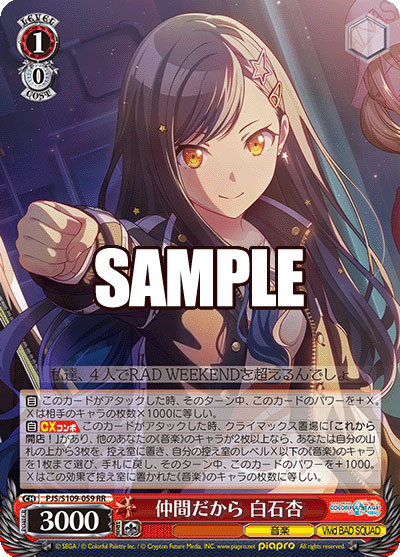 LEVEL
1
0
COST
SAMPLE
私達、4人でRAD WEEKENDを超えるんでしょ
自 このカードがアタックした時、そのターン中、このカードのパワーを+X。
Xは相手のキャラの枚数×1000に等しい。
自 CXコンボ このカードがアタックした時、クライマックス置場に「これから
開店!」があり、他のあなたの《音楽》のキャラが2枚以上なら、あなたは自分の山
札の上から3枚を、控え室に置き、自分の控え室のレベルX以下の《音楽》のキャラ
を1枚まで選び、手札に戻し、そのターン中、このカードのパワーを+1000。
Xはこの効果で控え室に置かれた《音楽》のキャラの枚数に等しい。
CH
PJS/S109-059 RR
3000
仲間だから 白石杏
COLORFUL STAGE!
音楽
Vivid BAD SQUAD
© SEGA / © Colorful Palette Inc. / © Crypton Future Media, INC. www.piapro.net piapro All rights reserved.